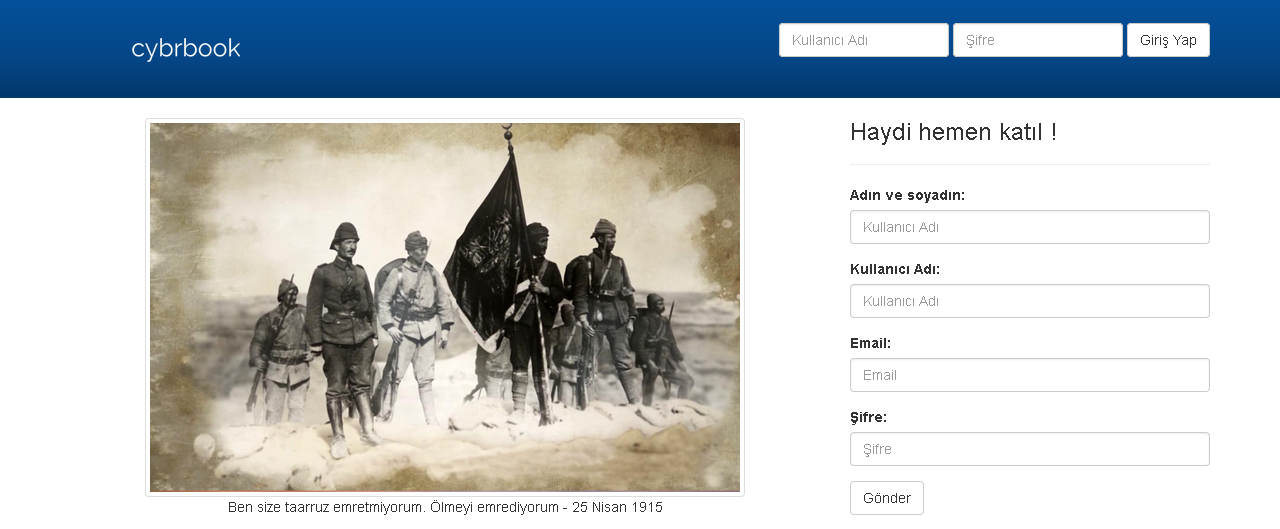 cybrbook
Kullanıcı Adı
Şifre
Giriş Yap
Haydi hemen katıl !
Adın ve soyadın:
Kullanıcı Adı
Kullanıcı Adı:
Kullanıcı Adı
Email:
Email
Şifre:
Şifre
Gönder
Ben size taarruz emretmiyorum. Ölmeyi emrediyorum - 25 Nisan 1915